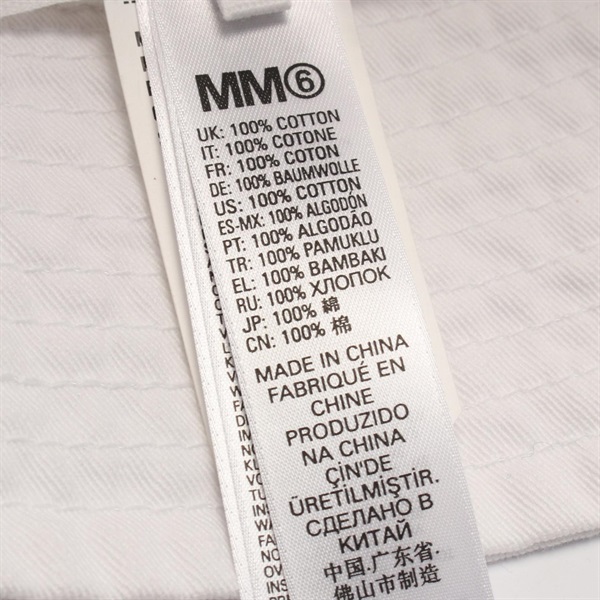 MM⑥
UK: 100% COTTON
IT: 100% COTONE
FR: 100% COTON
DE: 100% BAUMWOLLE
US: 100% COTTON
ES-MX: 100% ALGODÓN
PT: 100% ALGODÃO
TR: 100% PAMUKLU
EL: 100% BAMBAKI
RU: 100% ХЛОПОК
JP: 100% 綿
CN: 100% 棉
MADE IN CHINA
FABRIQUÉ EN
CHINE
PRODUZIDO
NA CHINA
ÇİN'DE
ÜRETİLMİŞTİR.
СДЕЛАНО В
КИТАЙ
中国.广东省.
佛山市制造